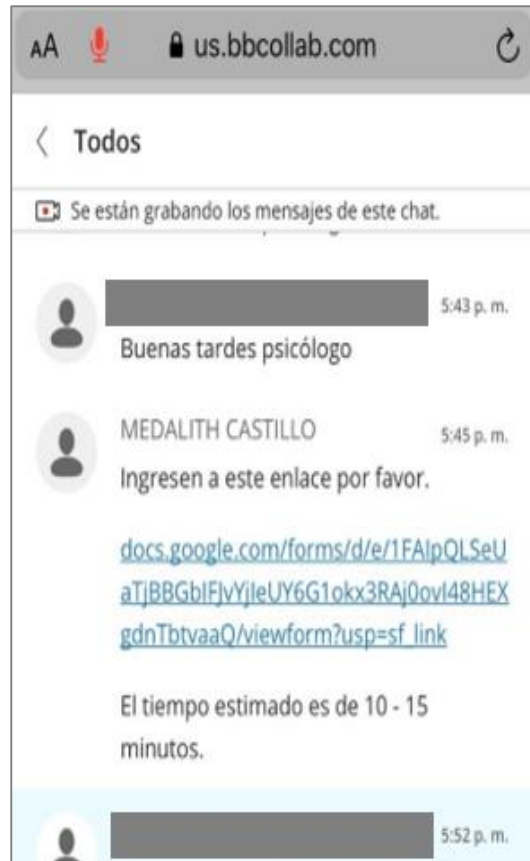 AA us.bbcollab.com
Todos
Se están grabando los mensajes de este chat.
5:43 p. m.
Buenas tardes psicólogo
MEDALITH CASTILLO 5:45 p. m.
Ingresen a este enlace por favor.
docs.google.com/forms/d/e/1FAIpQLSeU
aTjBBGbIFJvYjIeUY6G1okx3RAj0ovI48HEX
gdnTbtvaaQ/viewform?usp=sf_link
El tiempo estimado es de 10 - 15
minutos.
5:52 p. m.